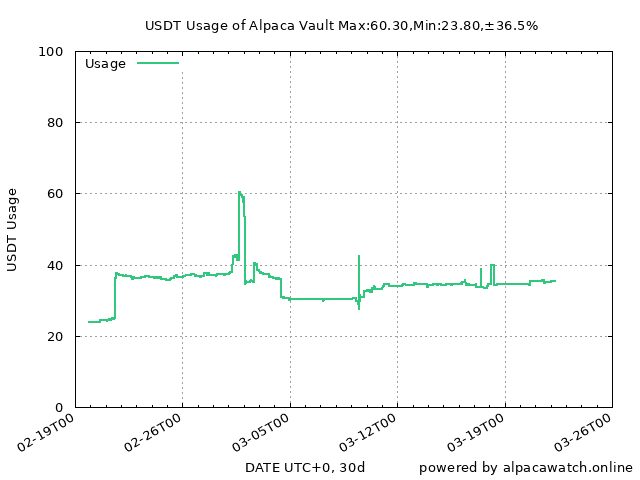 USDT Usage of Alpaca Vault Max:60.30,Min:23.80,±36.5%
Usage
USDT Usage
100
80
60
40
20
0
02-19T00
02-26T00
03-05T00
03-12T00
03-19T00
03-26T00
DATE UTC+0, 30d
powered by alpacawatch.online